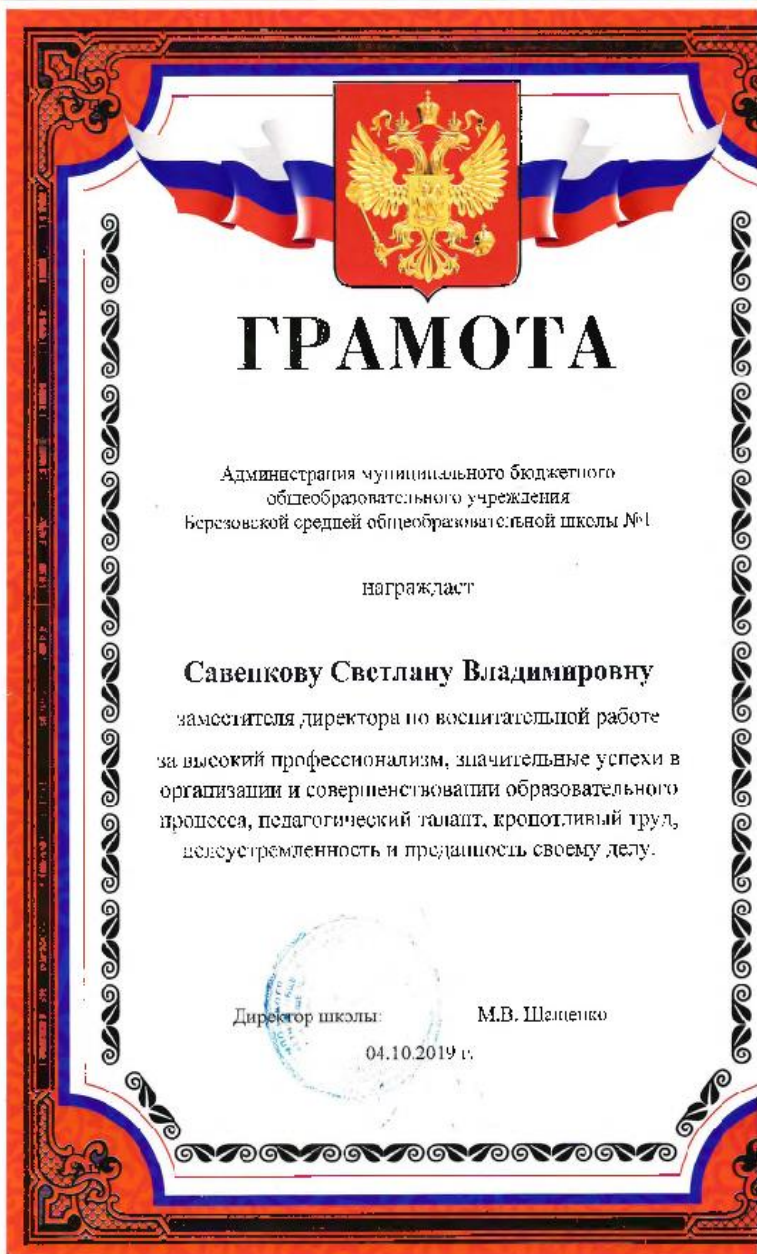 ГРАМОТА
Администрация муниципального бюджетного
общеобразовательного учреждения
Березовской средней общеобразовательной школы №1
награждает
Савенкову Светлану Владимировну
заместителя директора по воспитательной работе
за высокий профессионализм, значительные успехи в
организации и совершенствовании образовательного
процесса, педагогический талант, кропотливый труд,
целеустремленность и преданность своему делу.
Директор школы: М.В.
04.10.2019 г.